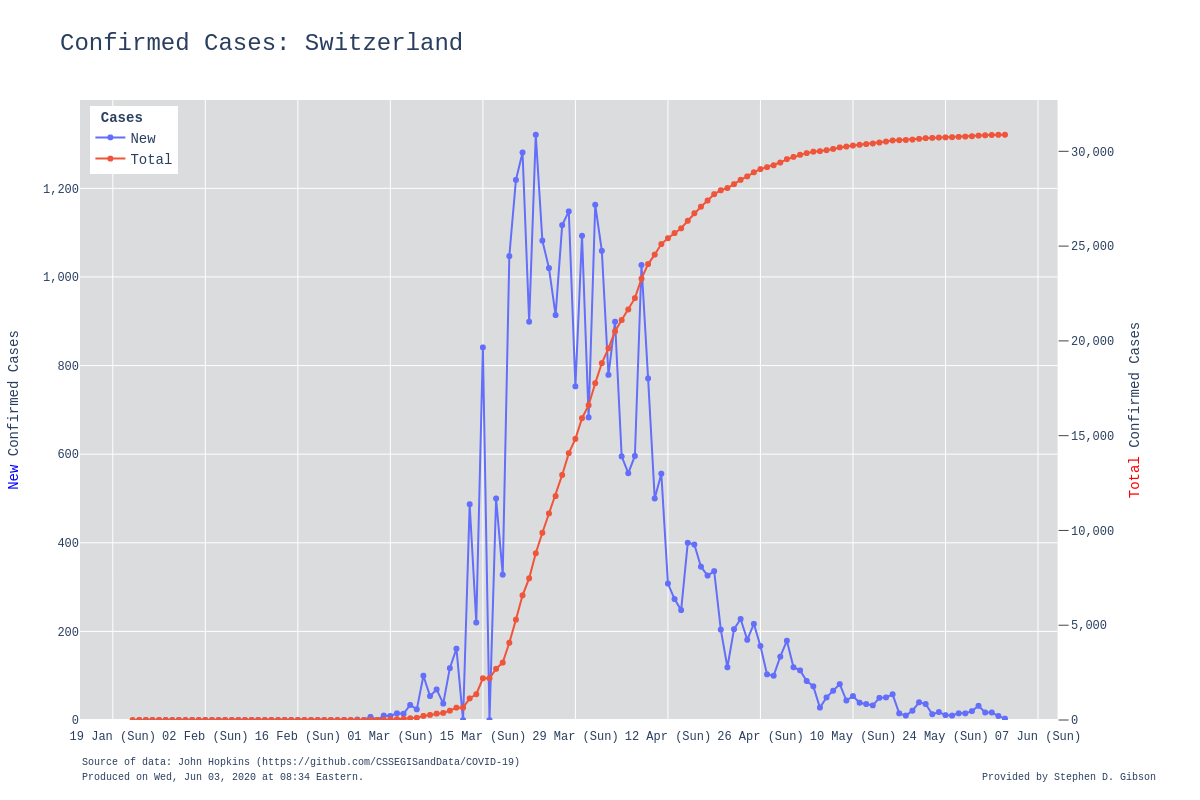 Confirmed Cases: Switzerland
Cases
New
Total
1,200
1,000
800
600
400
200
0
30,000
25,000
20,000
15,000
10,000
5,000
0
New Confirmed Cases
Total Confirmed Cases
19 Jan (Sun) 02 Feb (Sun) 16 Feb (Sun) 01 Mar (Sun) 15 Mar (Sun) 29 Mar (Sun) 12 Apr (Sun) 26 Apr (Sun) 10 May (Sun) 24 May (Sun) 07 Jun (Sun)
Source of data: John Hopkins (https://github.com/CSSEGISandData/COVID-19)
Produced on Wed, Jun 03, 2020 at 08:34 Eastern.
Provided by Stephen D. Gibson